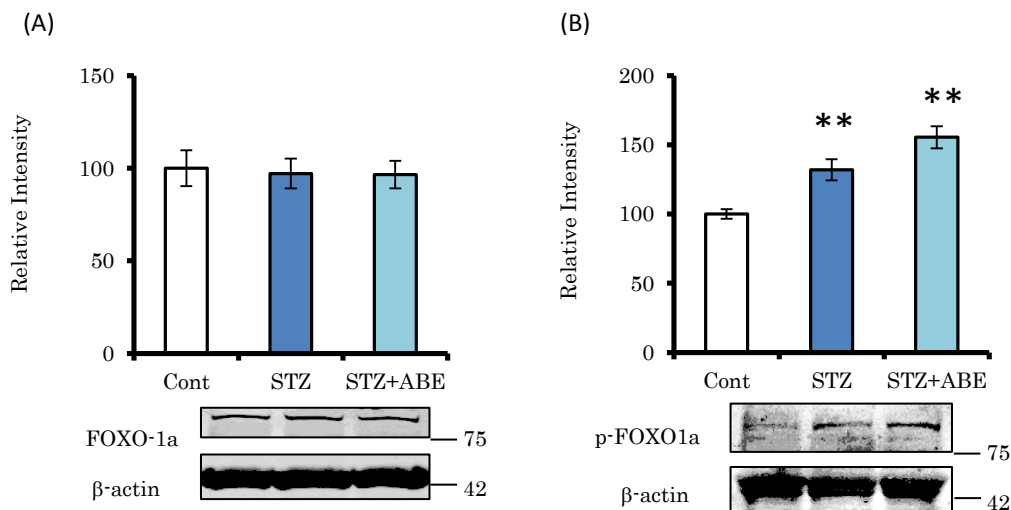 (A)
150
100
50
0
Relative Intensity
Cont STZ STZ+ABE
FOXO-1a
75
β-actin
42
(B)
200
150
100
50
0
Relative Intensity
**
**
Cont STZ STZ+ABE
p-FOXO1a
75
β-actin
42